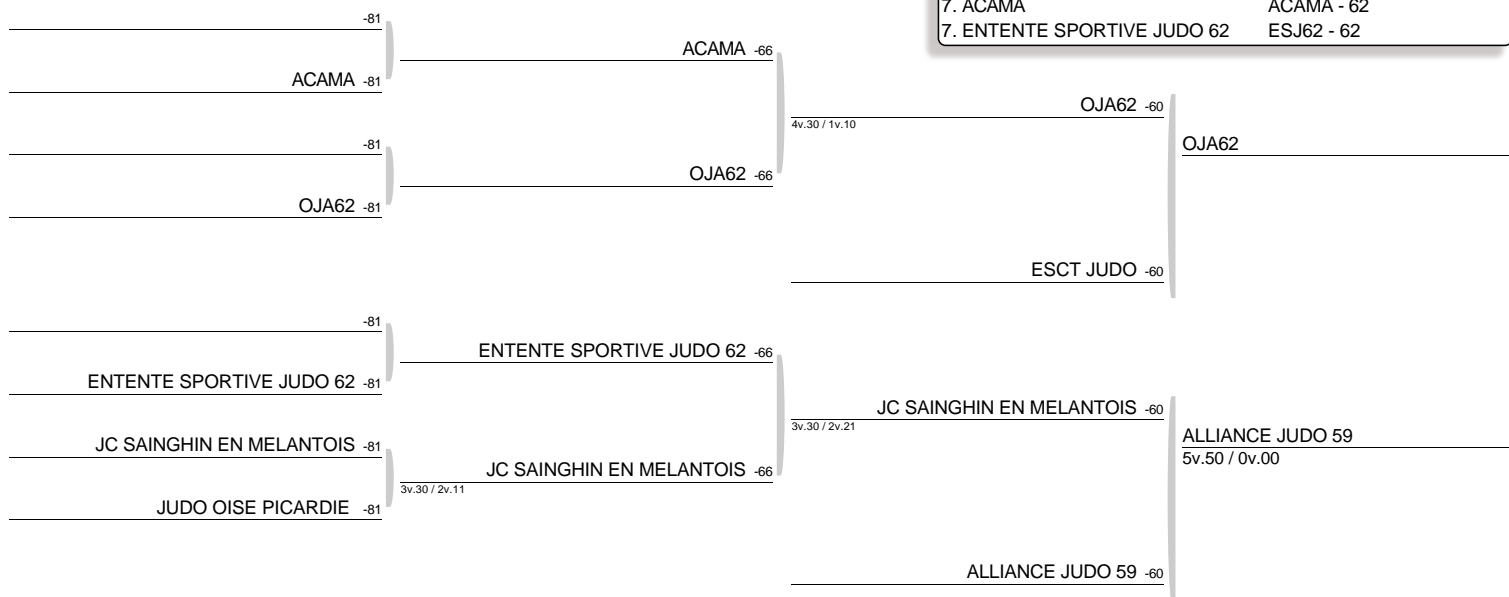 7. ACAMA ACAMA - 62
7. ENTENTE SPORTIVE JUDO 62 ESJ62 - 62
-81
ACAMA -81
-81
OJA62 -81
-81
ENTENTE SPORTIVE JUDO 62 -81
JC SAINGHIN EN MELANTOIS -81
JUDO OISE PICARDIE -81
ACAMA -66
OJA62 -66
ENTENTE SPORTIVE JUDO 62 -66
JC SAINGHIN EN MELANTOIS -66
3v.30 / 2v.11
OJA62 -60
4v.30 / 1v.10
ESCT JUDO -60
JC SAINGHIN EN MELANTOIS -60
3v.30 / 2v.21
ALLIANCE JUDO 59 -60
OJA62
ALLIANCE JUDO 59
5v.50 / 0v.00